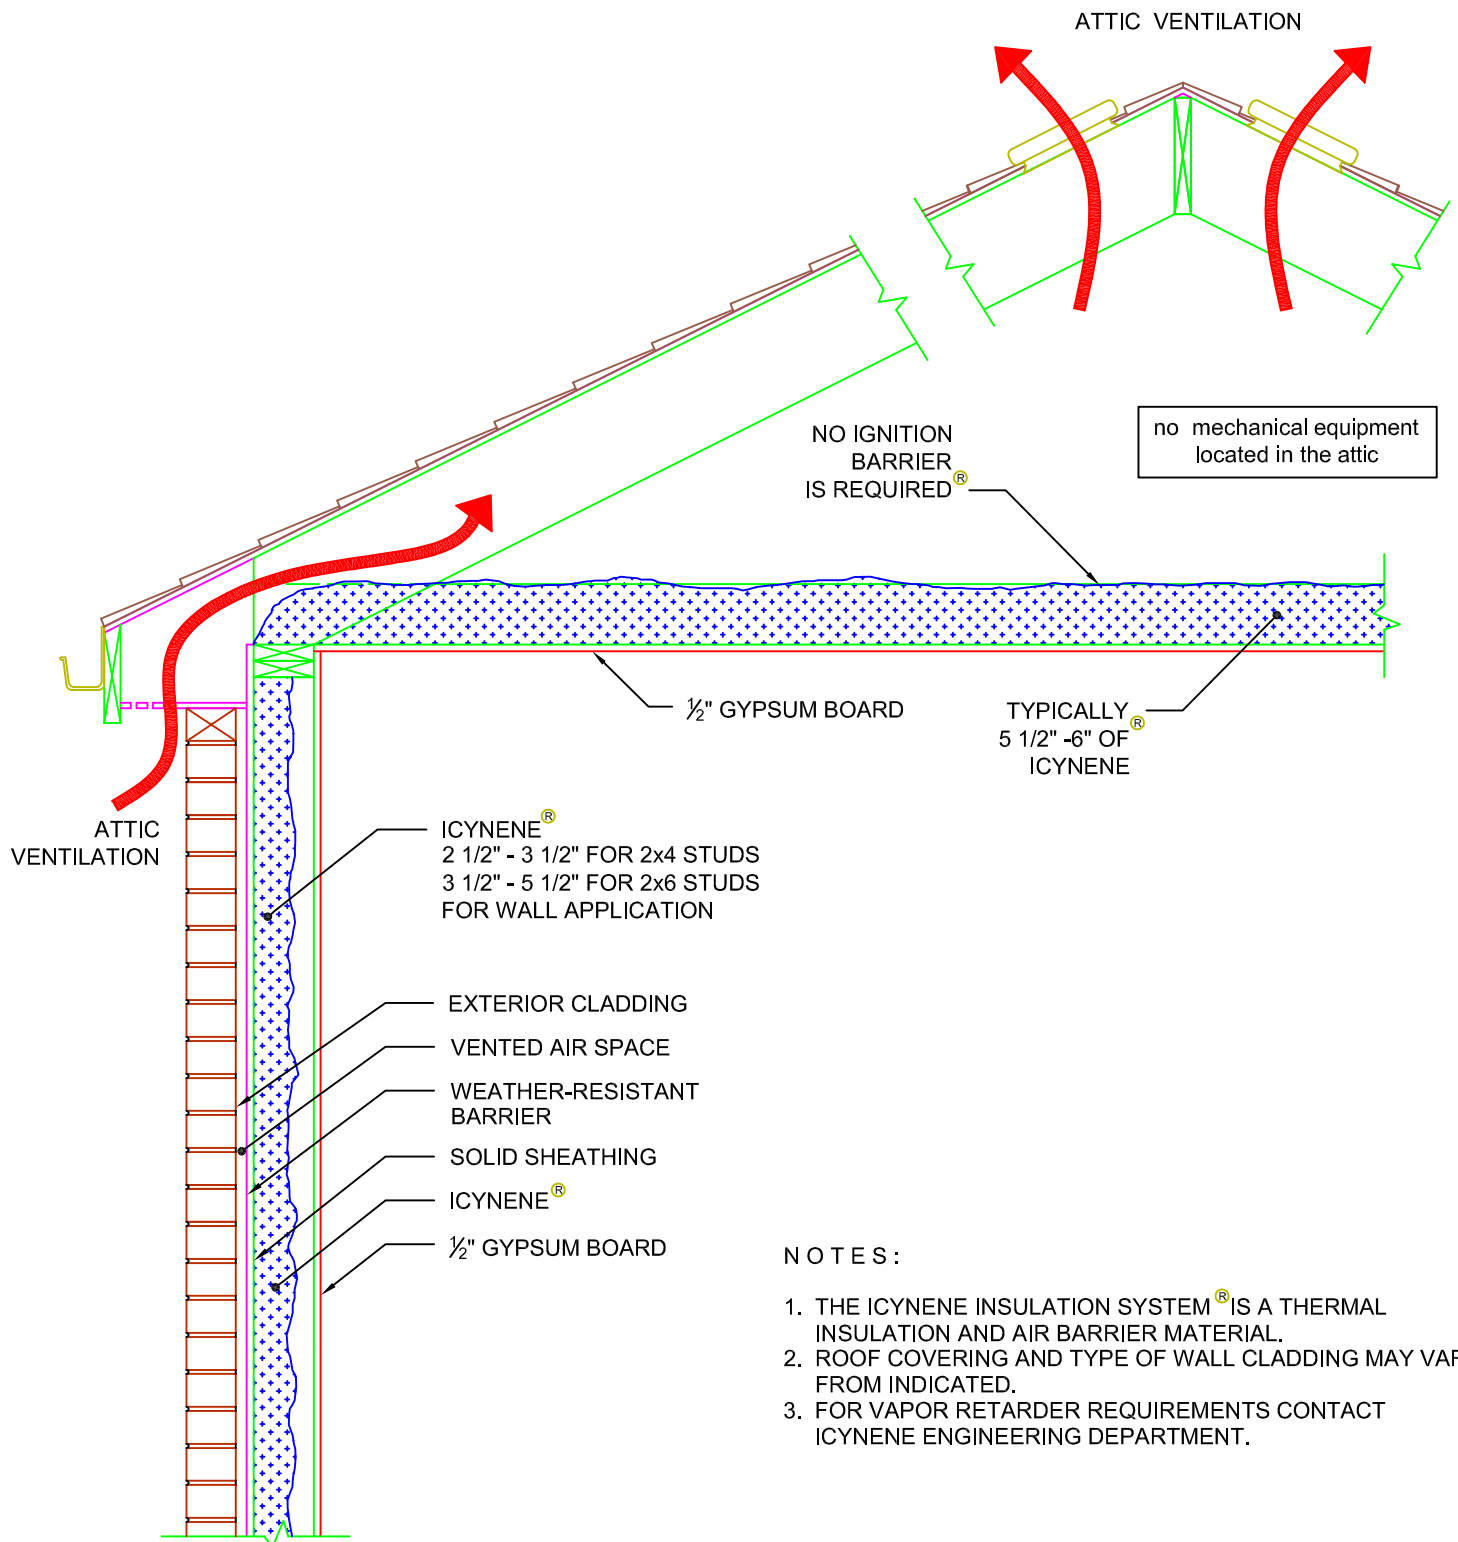 ATTIC VENTILATION
no mechanical equipment
located in the attic
NO IGNITION
BARRIER
IS REQUIRED®
½" GYPSUM BOARD
TYPICALLY
5 1/2" -6" OF®
ICYNENE
ATTIC
VENTILATION
ICYNENE®
2 1/2" - 3 1/2" FOR 2x4 STUDS
3 1/2" - 5 1/2" FOR 2x6 STUDS
FOR WALL APPLICATION
EXTERIOR CLADDING
VENTED AIR SPACE
WEATHER-RESISTANT
BARRIER
SOLID SHEATHING
ICYNENE®
½" GYPSUM BOARD
NOTES:
1. THE ICYNENE INSULATION SYSTEM® IS A THERMAL
INSULATION AND AIR BARRIER MATERIAL.
2. ROOF COVERING AND TYPE OF WALL CLADDING MAY
FROM INDICATED.
3. FOR VAPOR RETARDER REQUIREMENTS CONTACT
ICYNENE ENGINEERING DEPARTMENT.